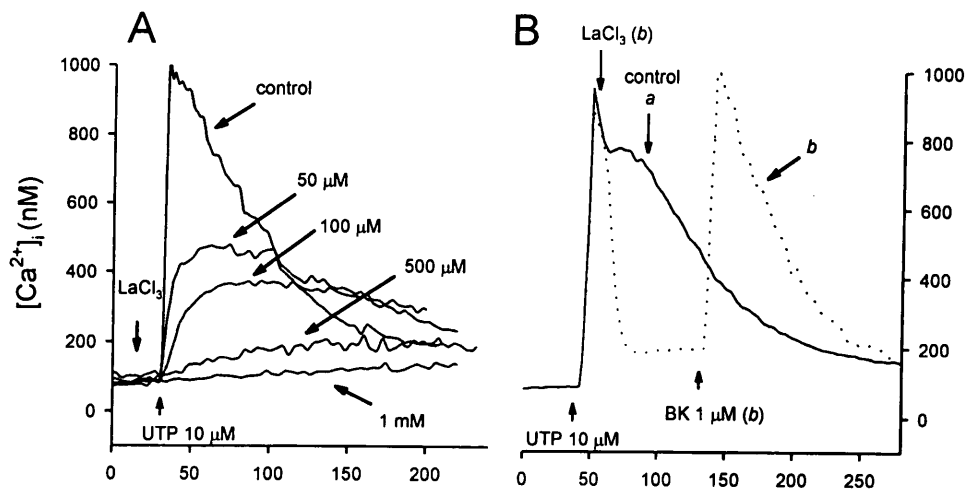 A
[Ca²⁺]ᵢ (nM)
1000
800
600
400
200
0
control
50 µM
100 µM
500 µM
LaCl₃
1 mM
UTP 10 µM
0 50 100 150 200
B
LaCl₃ (b)
control
a
b
1000
800
600
400
200
0
BK 1 µM (b)
UTP 10 µM
0 50 100 150 200 250